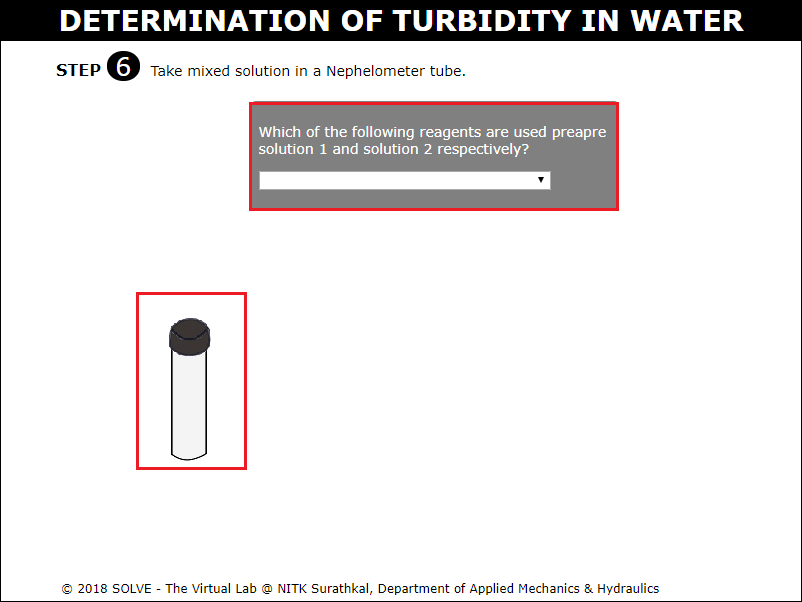 DETERMINATION OF TURBIDITY IN WATER
STEP 6 Take mixed solution in a Nephelometer tube.
Which of the following reagents are used preapre
solution 1 and solution 2 respectively?
© 2018 SOLVE - The Virtual Lab @ NITK Surathkal, Department of Applied Mechanics & Hydraulics